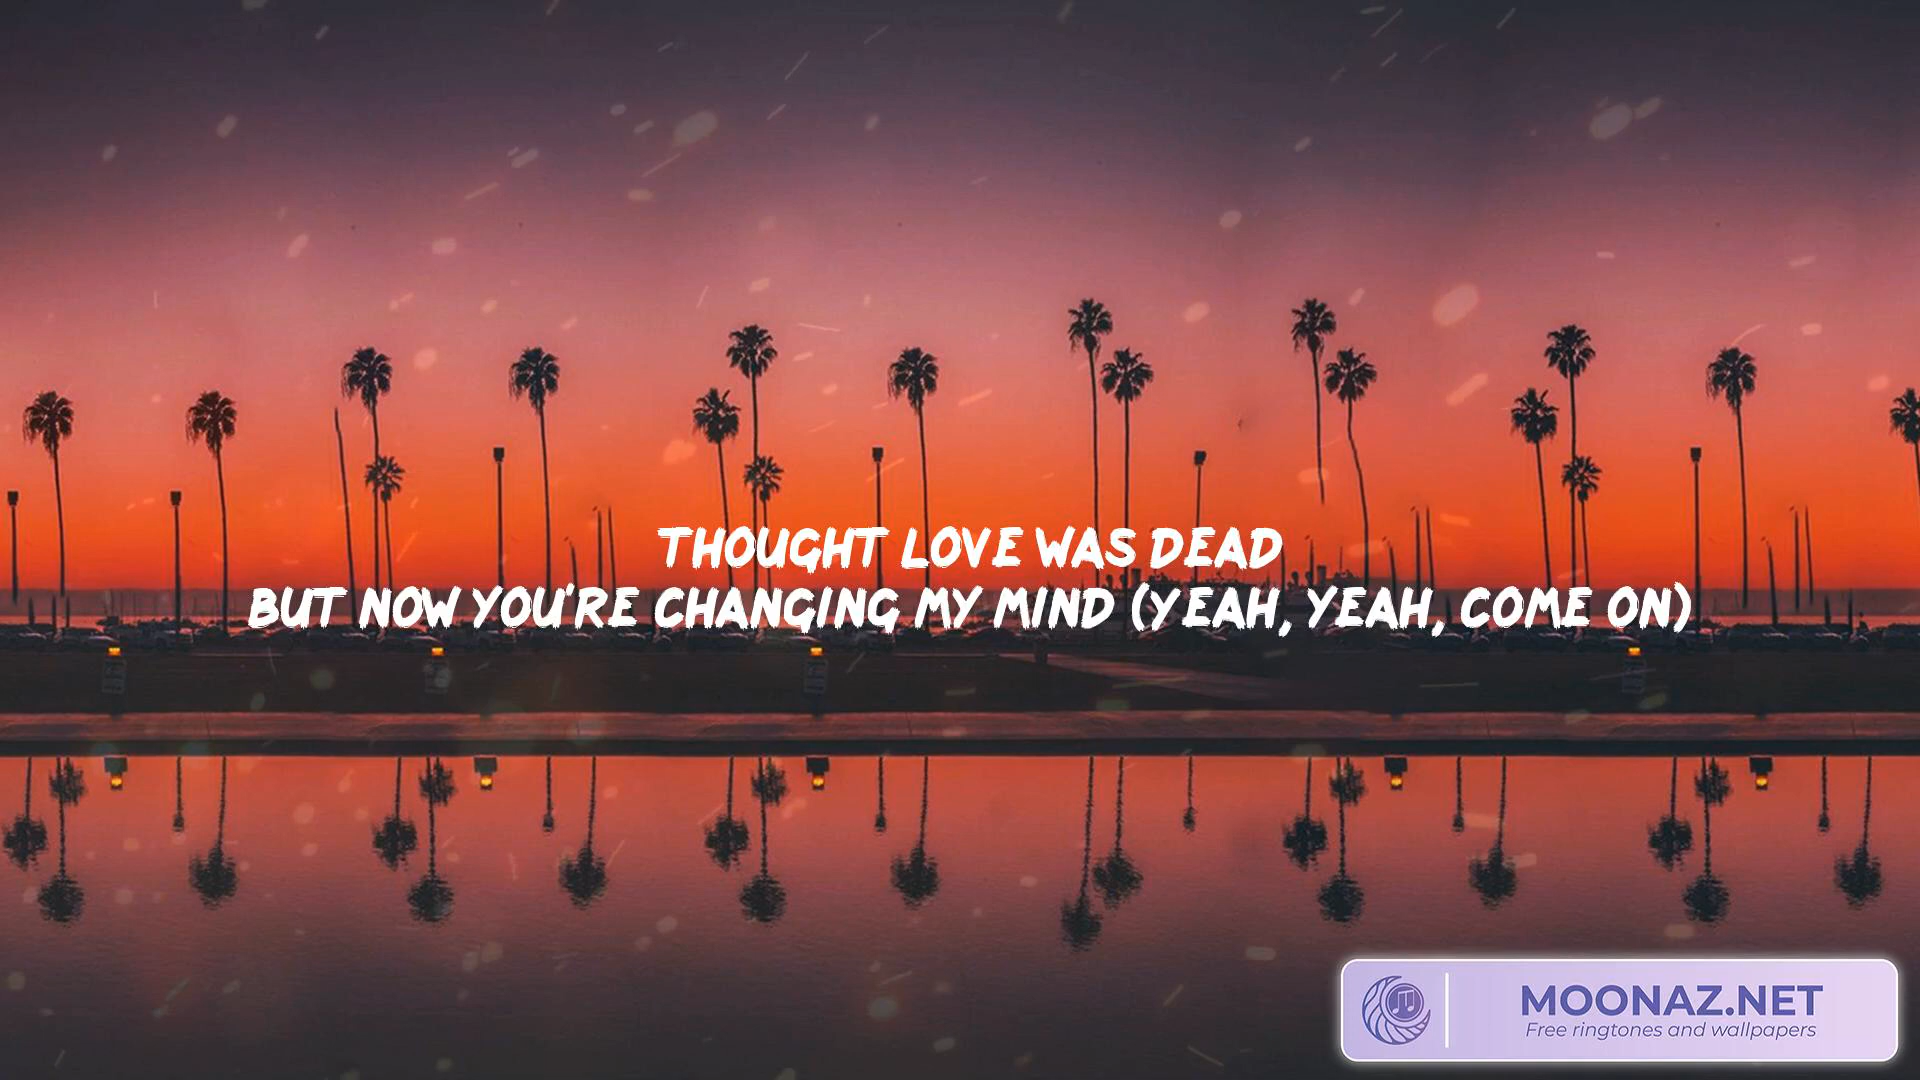 THOUGHT LOVE WAS DEAD
BUT NOW YOU'RE CHANGING MY MIND (YEAH, YEAH, COME ON)
MOONAZ.NET
Free ringtones and wallpapers